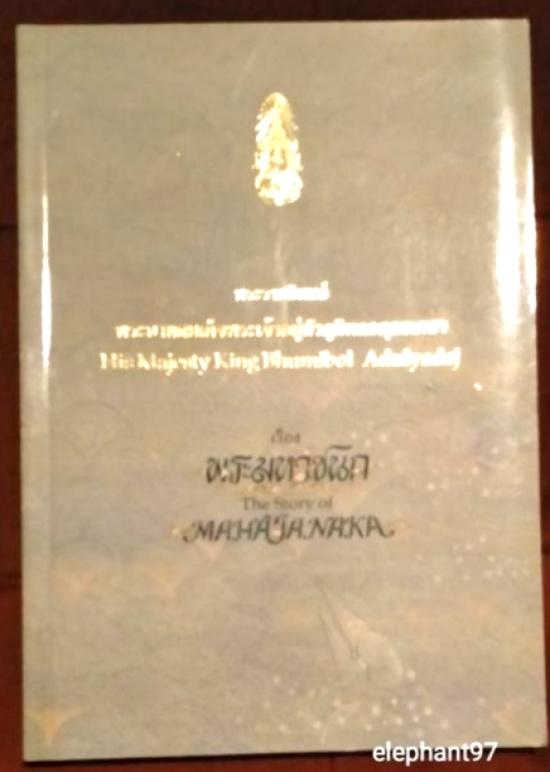 พระราชนิพนธ์
พระบาทสมเด็จพระเจ้าอยู่หัวภูมิพลอดุลยเดช
His Majesty King Bhumibol Adulyadej
เรื่อง
พระมหาชนก
The Story of
MAHAJANAKA
elephant97